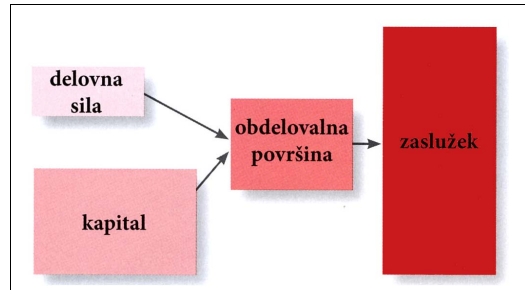 delovna
sila
kapital
obdelovalna
površina
zaslužek